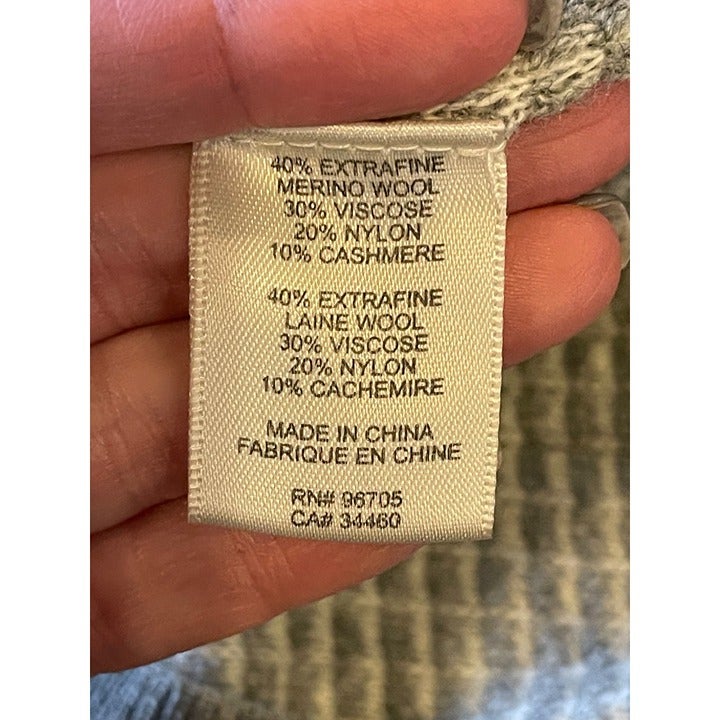 40% EXTRAFINE
MERINO WOOL
30% VISCOSE
20% NYLON
10% CASHMERE
40% EXTRAFINE
LAINE WOOL
30% VISCOSE
20% NYLON
10% CACHEMIRE
MADE IN CHINA
FABRIQUE EN CHINE
RN# 96705
CA# 34460